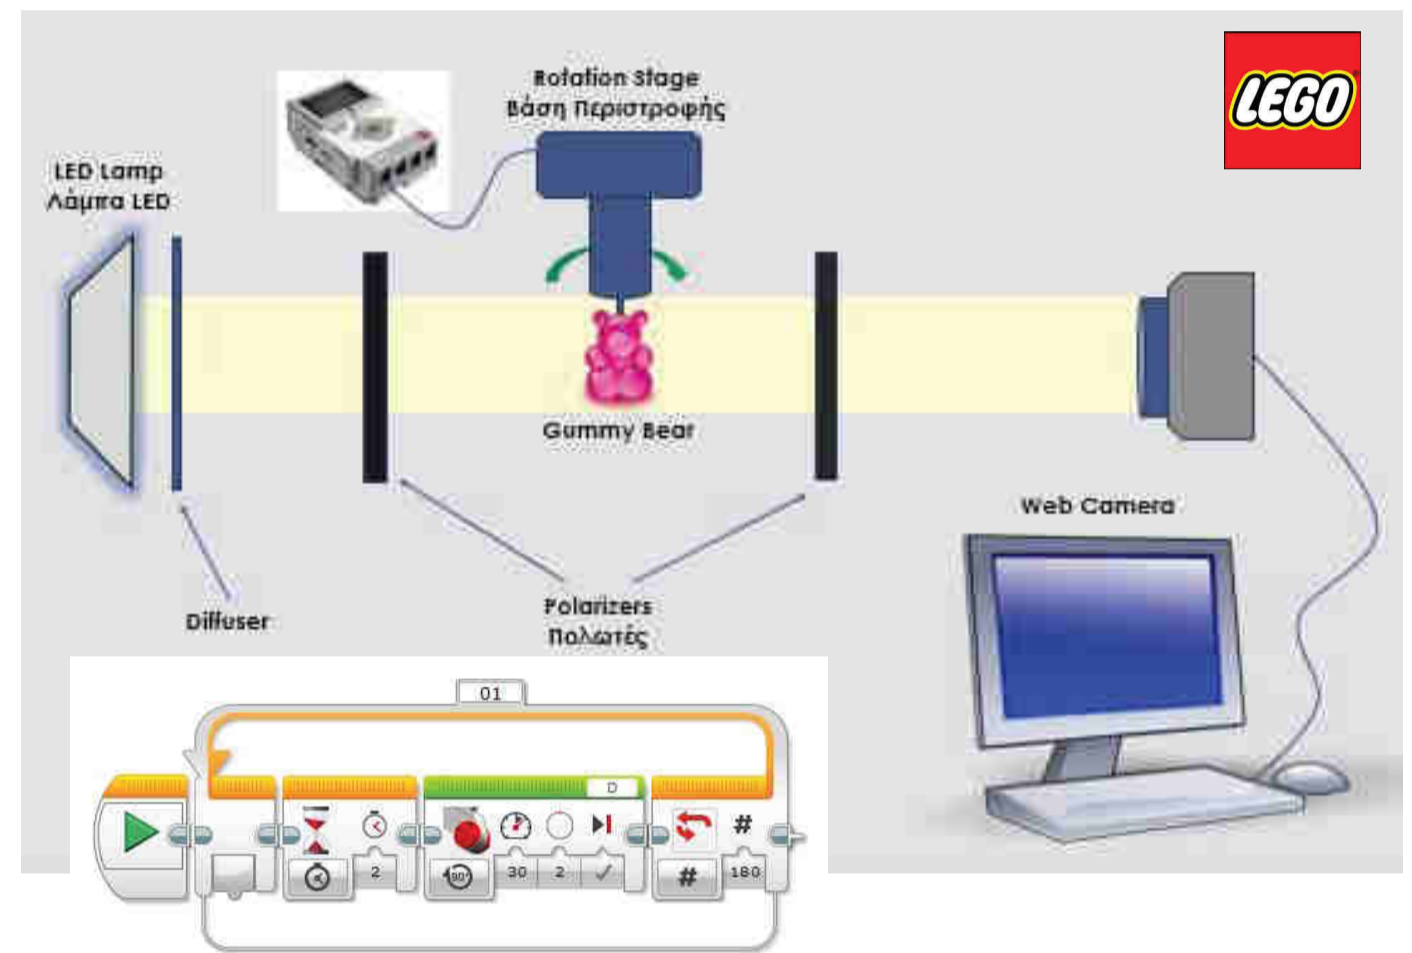 LEGO
Rotation Stage
Βάση Περιστροφής
LED Lamp
Λάμπα LED
Gummy Bear
Web Camera
Polarizers
Πολωτές
Diffuser
01
D
2
30
2
#
#
180